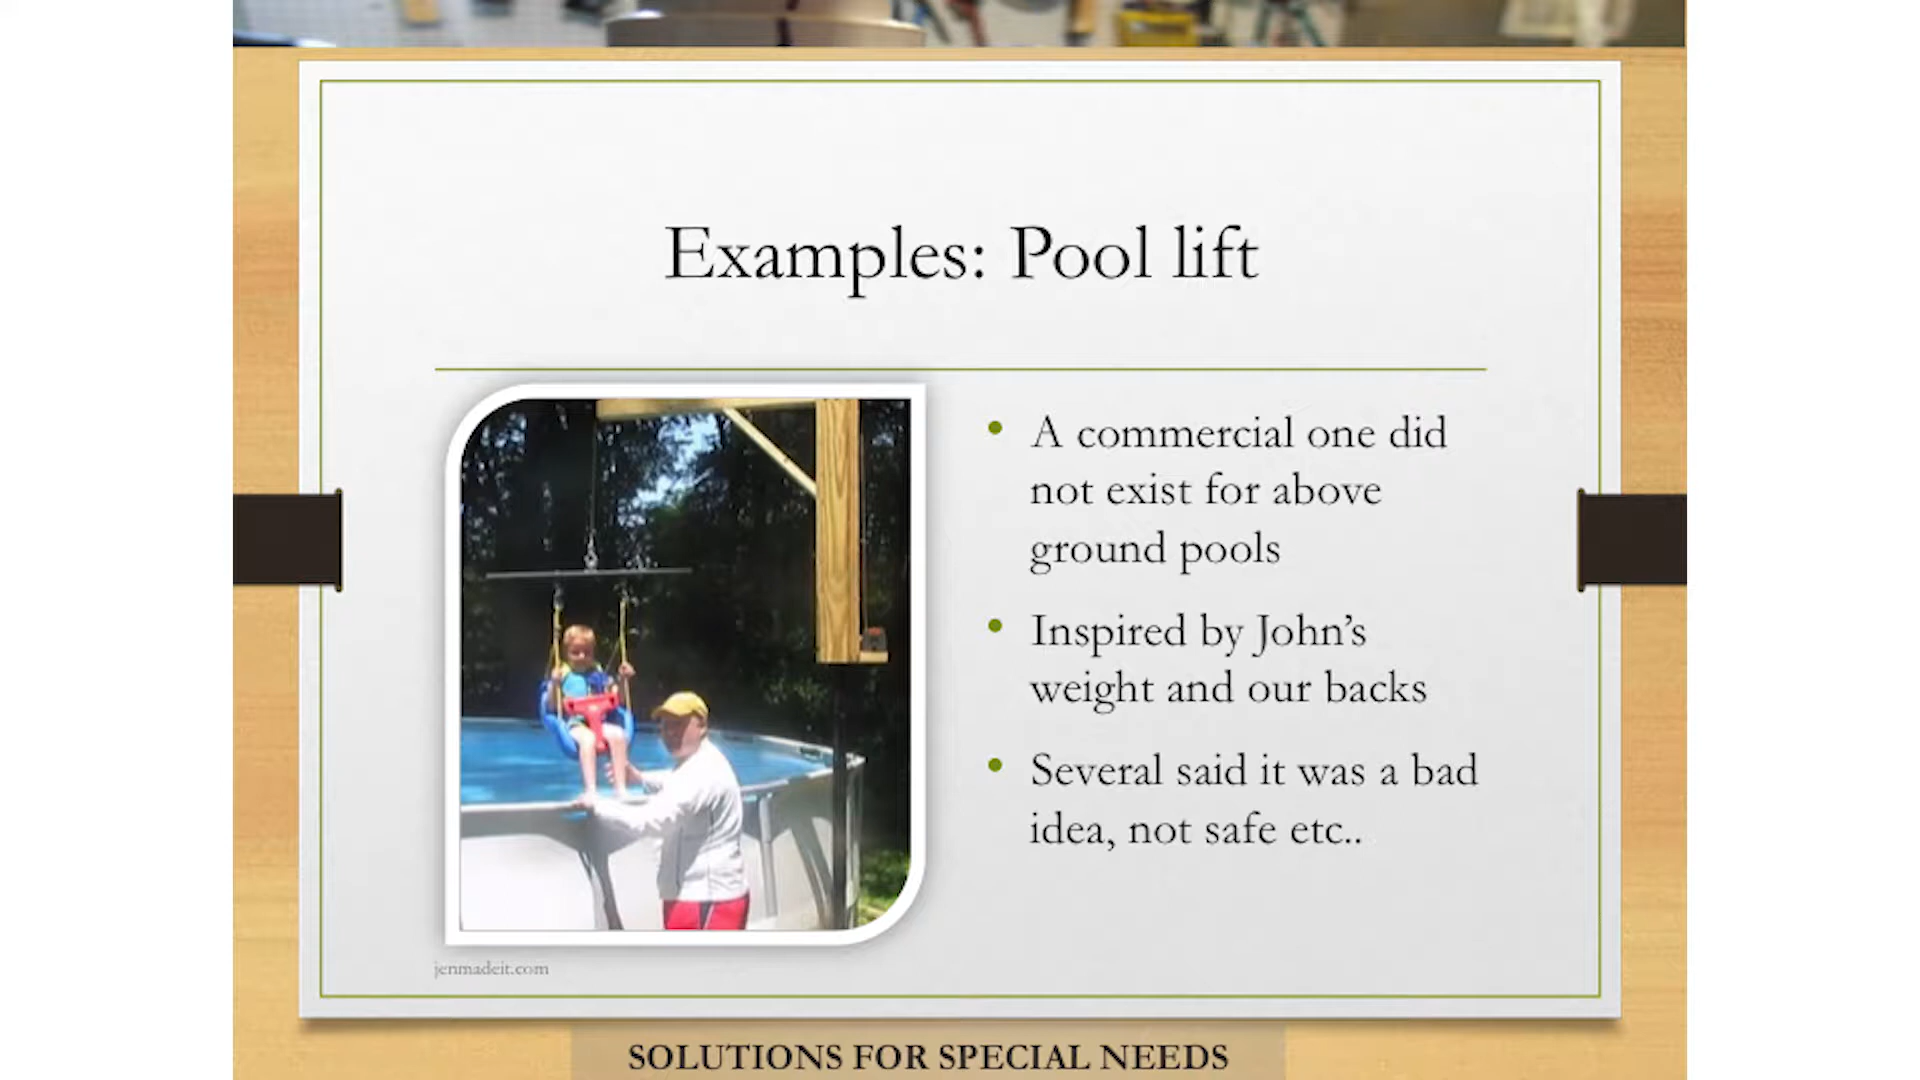 Examples: Pool lift
• A commercial one did
not exist for above
ground pools
• Inspired by John’s
weight and our backs
• Several said it was a bad
idea, not safe etc..
jenmadeit.com
SOLUTIONS FOR SPECIAL NEEDS